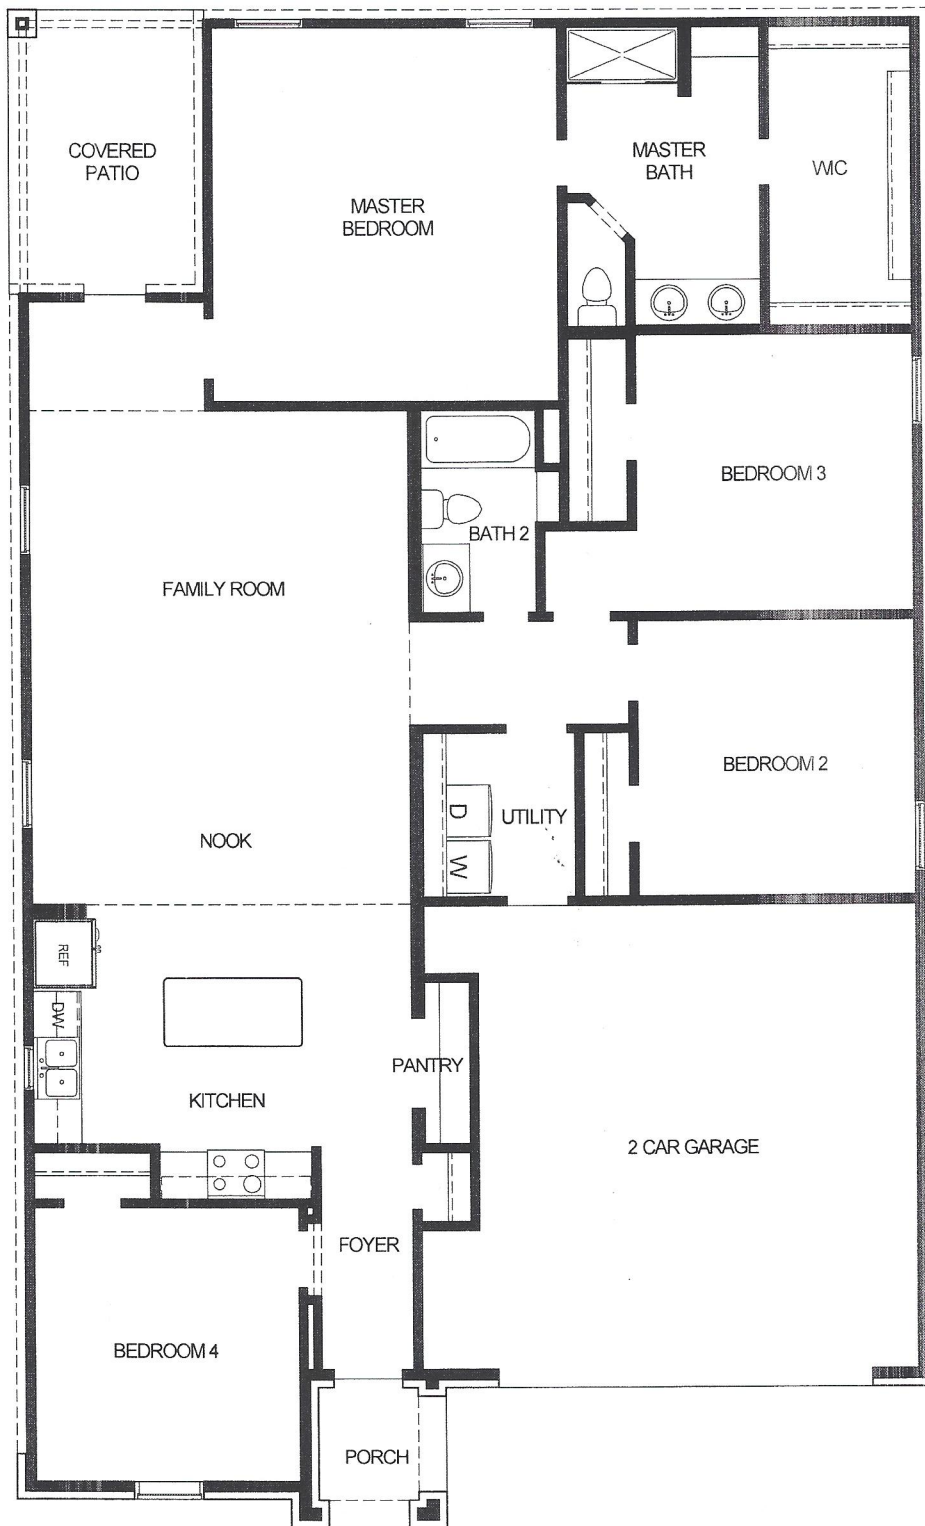 COVERED
PATIO
MASTER
BEDROOM
MASTER
BATH
WIC
BEDROOM 3
BATH 2
FAMILY ROOM
BEDROOM 2
D
UTILITY
W
NOOK
REF
DW
PANTRY
KITCHEN
2 CAR GARAGE
FOYER
BEDROOM 4
PORCH